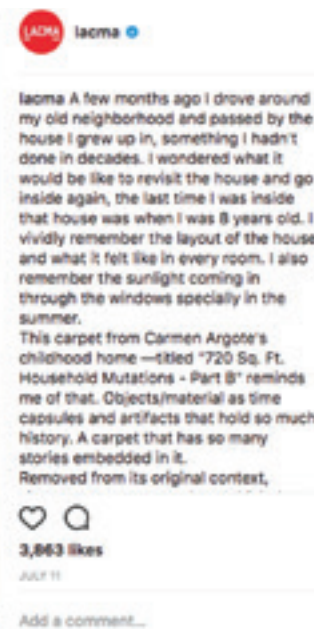 LACMA
lacma
lacma A few months ago I drove around
my old neighborhood and passed by the
house I grew up in, something I hadn't
done in decades. I wondered what it
would be like to revisit the house and go
inside again, the last time I was inside
that house was when I was 8 years old. I
vividly remember the layout of the house
and what it felt like in every room. I also
remember the sunlight coming in
through the windows specially in the
summer.
This carpet from Carmen Argote's
childhood home —titled "720 Sq. Ft.
Household Mutations - Part B" reminds
me of that. Objects/material as time
capsules and artifacts that hold so much
history. A carpet that has so many
stories embedded in it.
Removed from its original context,
3,863 likes
JULY 11
Add a comment...